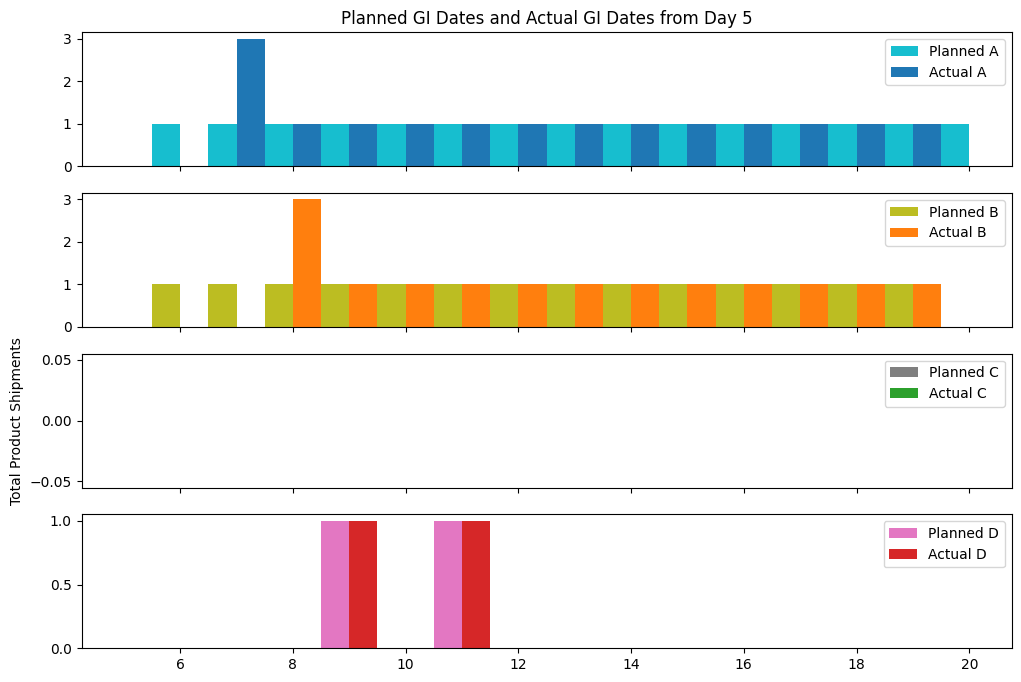 Planned GI Dates and Actual GI Dates from Day 5
3
2
1
0
Planned A
Actual A
3
2
1
0
Planned B
Actual B
Total Product Shipments
0.05
0.00
−0.05
Planned C
Actual C
1.0
0.5
0.0
Planned D
Actual D
6 8 10 12 14 16 18 20